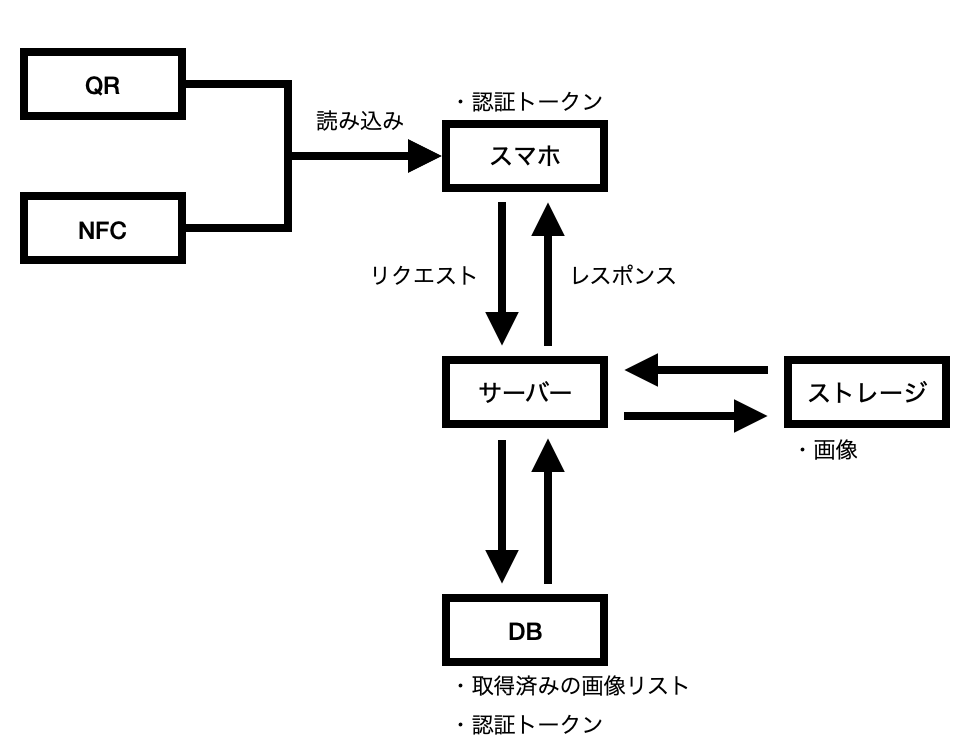 QR
・認証トークン
読み込み
スマホ
NFC
リクエスト
レスポンス
サーバー
ストレージ
・画像
DB
・取得済みの画像リスト
・認証トークン